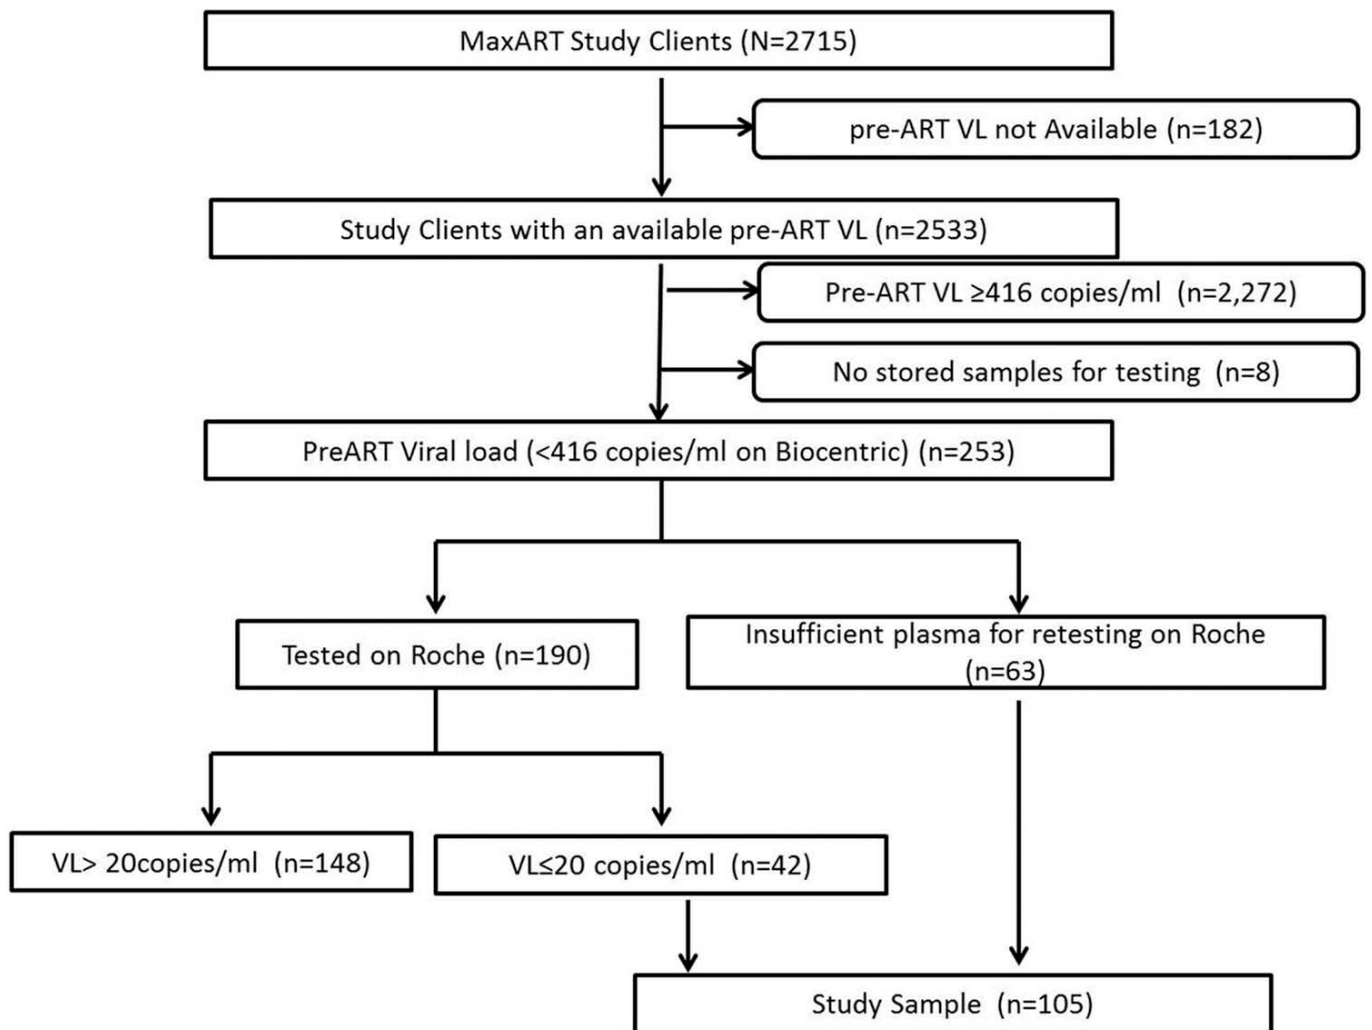 MaxART Study Clients (N=2715)
pre-ART VL not Available (n=182)
Study Clients with an available pre-ART VL (n=2533)
Pre-ART VL ≥416 copies/ml (n=2,272)
No stored samples for testing (n=8)
PreART Viral load (<416 copies/ml on Biocentric) (n=253)
Tested on Roche (n=190)
Insufficient plasma for retesting on Roche
(n=63)
VL> 20copies/ml (n=148)
VL≤20 copies/ml (n=42)
Study Sample (n=105)